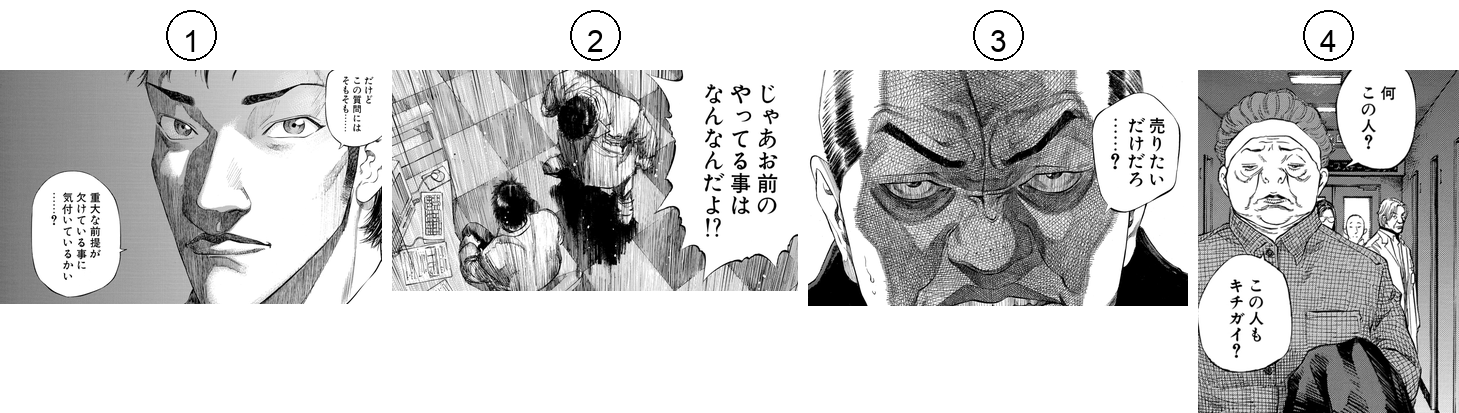 1
だけど
この質問には
そもそも……
重大な前提が
欠けている事に
気付いているかい
……?
2
じゃあお前の
やってる事は
なんなんだよ!?
3
売りたい
だけだろ
……?
4
何
この人?
この人も
キチガイ?